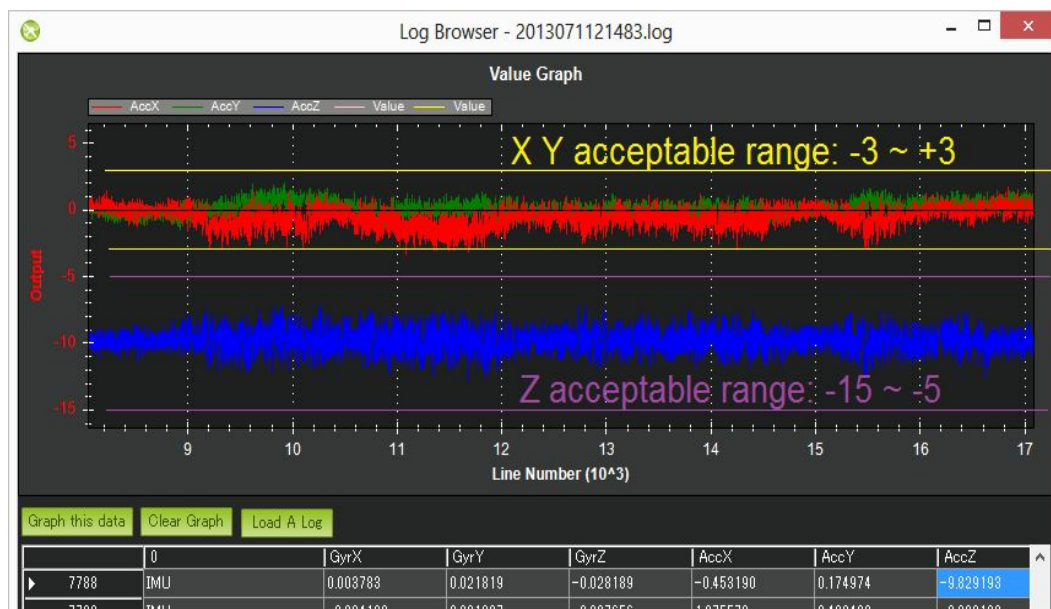 Log Browser - 2013071121483.log
Value Graph
AccX AccY AccZ Value Value
X Y acceptable range: -3 ~ +3
5
0
-5
-10
-15
Output
Z acceptable range: -15 ~ -5
9 10 11 12 13 14 15 16 17
Line Number (10^3)
Graph this data Clear Graph Load A Log
0 GyrX GyrY GyrZ AccX AccY AccZ
7788 IMU 0.003783 0.021819 -0.028189 -0.453190 0.174974 -9.829193